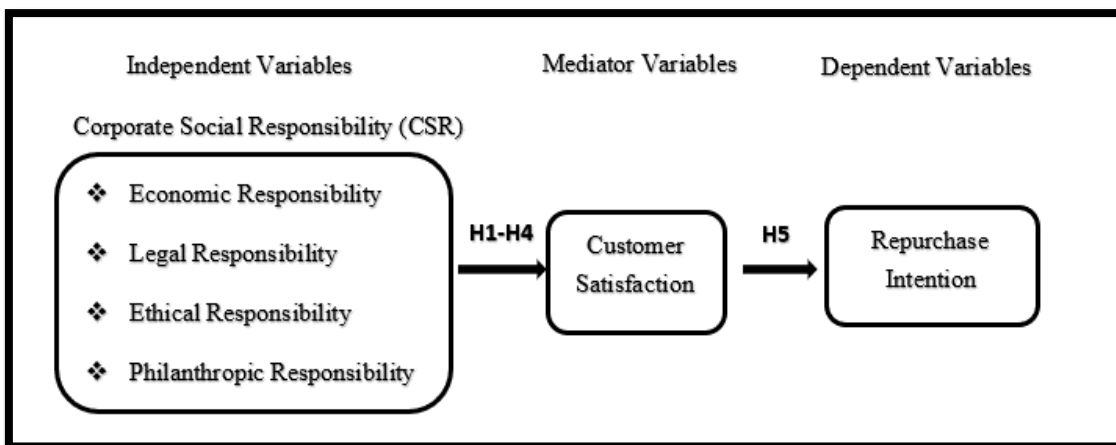 Independent Variables
Mediator Variables
Dependent Variables
Corporate Social Responsibility (CSR)
❖ Economic Responsibility
❖ Legal Responsibility
❖ Ethical Responsibility
❖ Philanthropic Responsibility
H1-H4
Customer
Satisfaction
H5
Repurchase
Intention